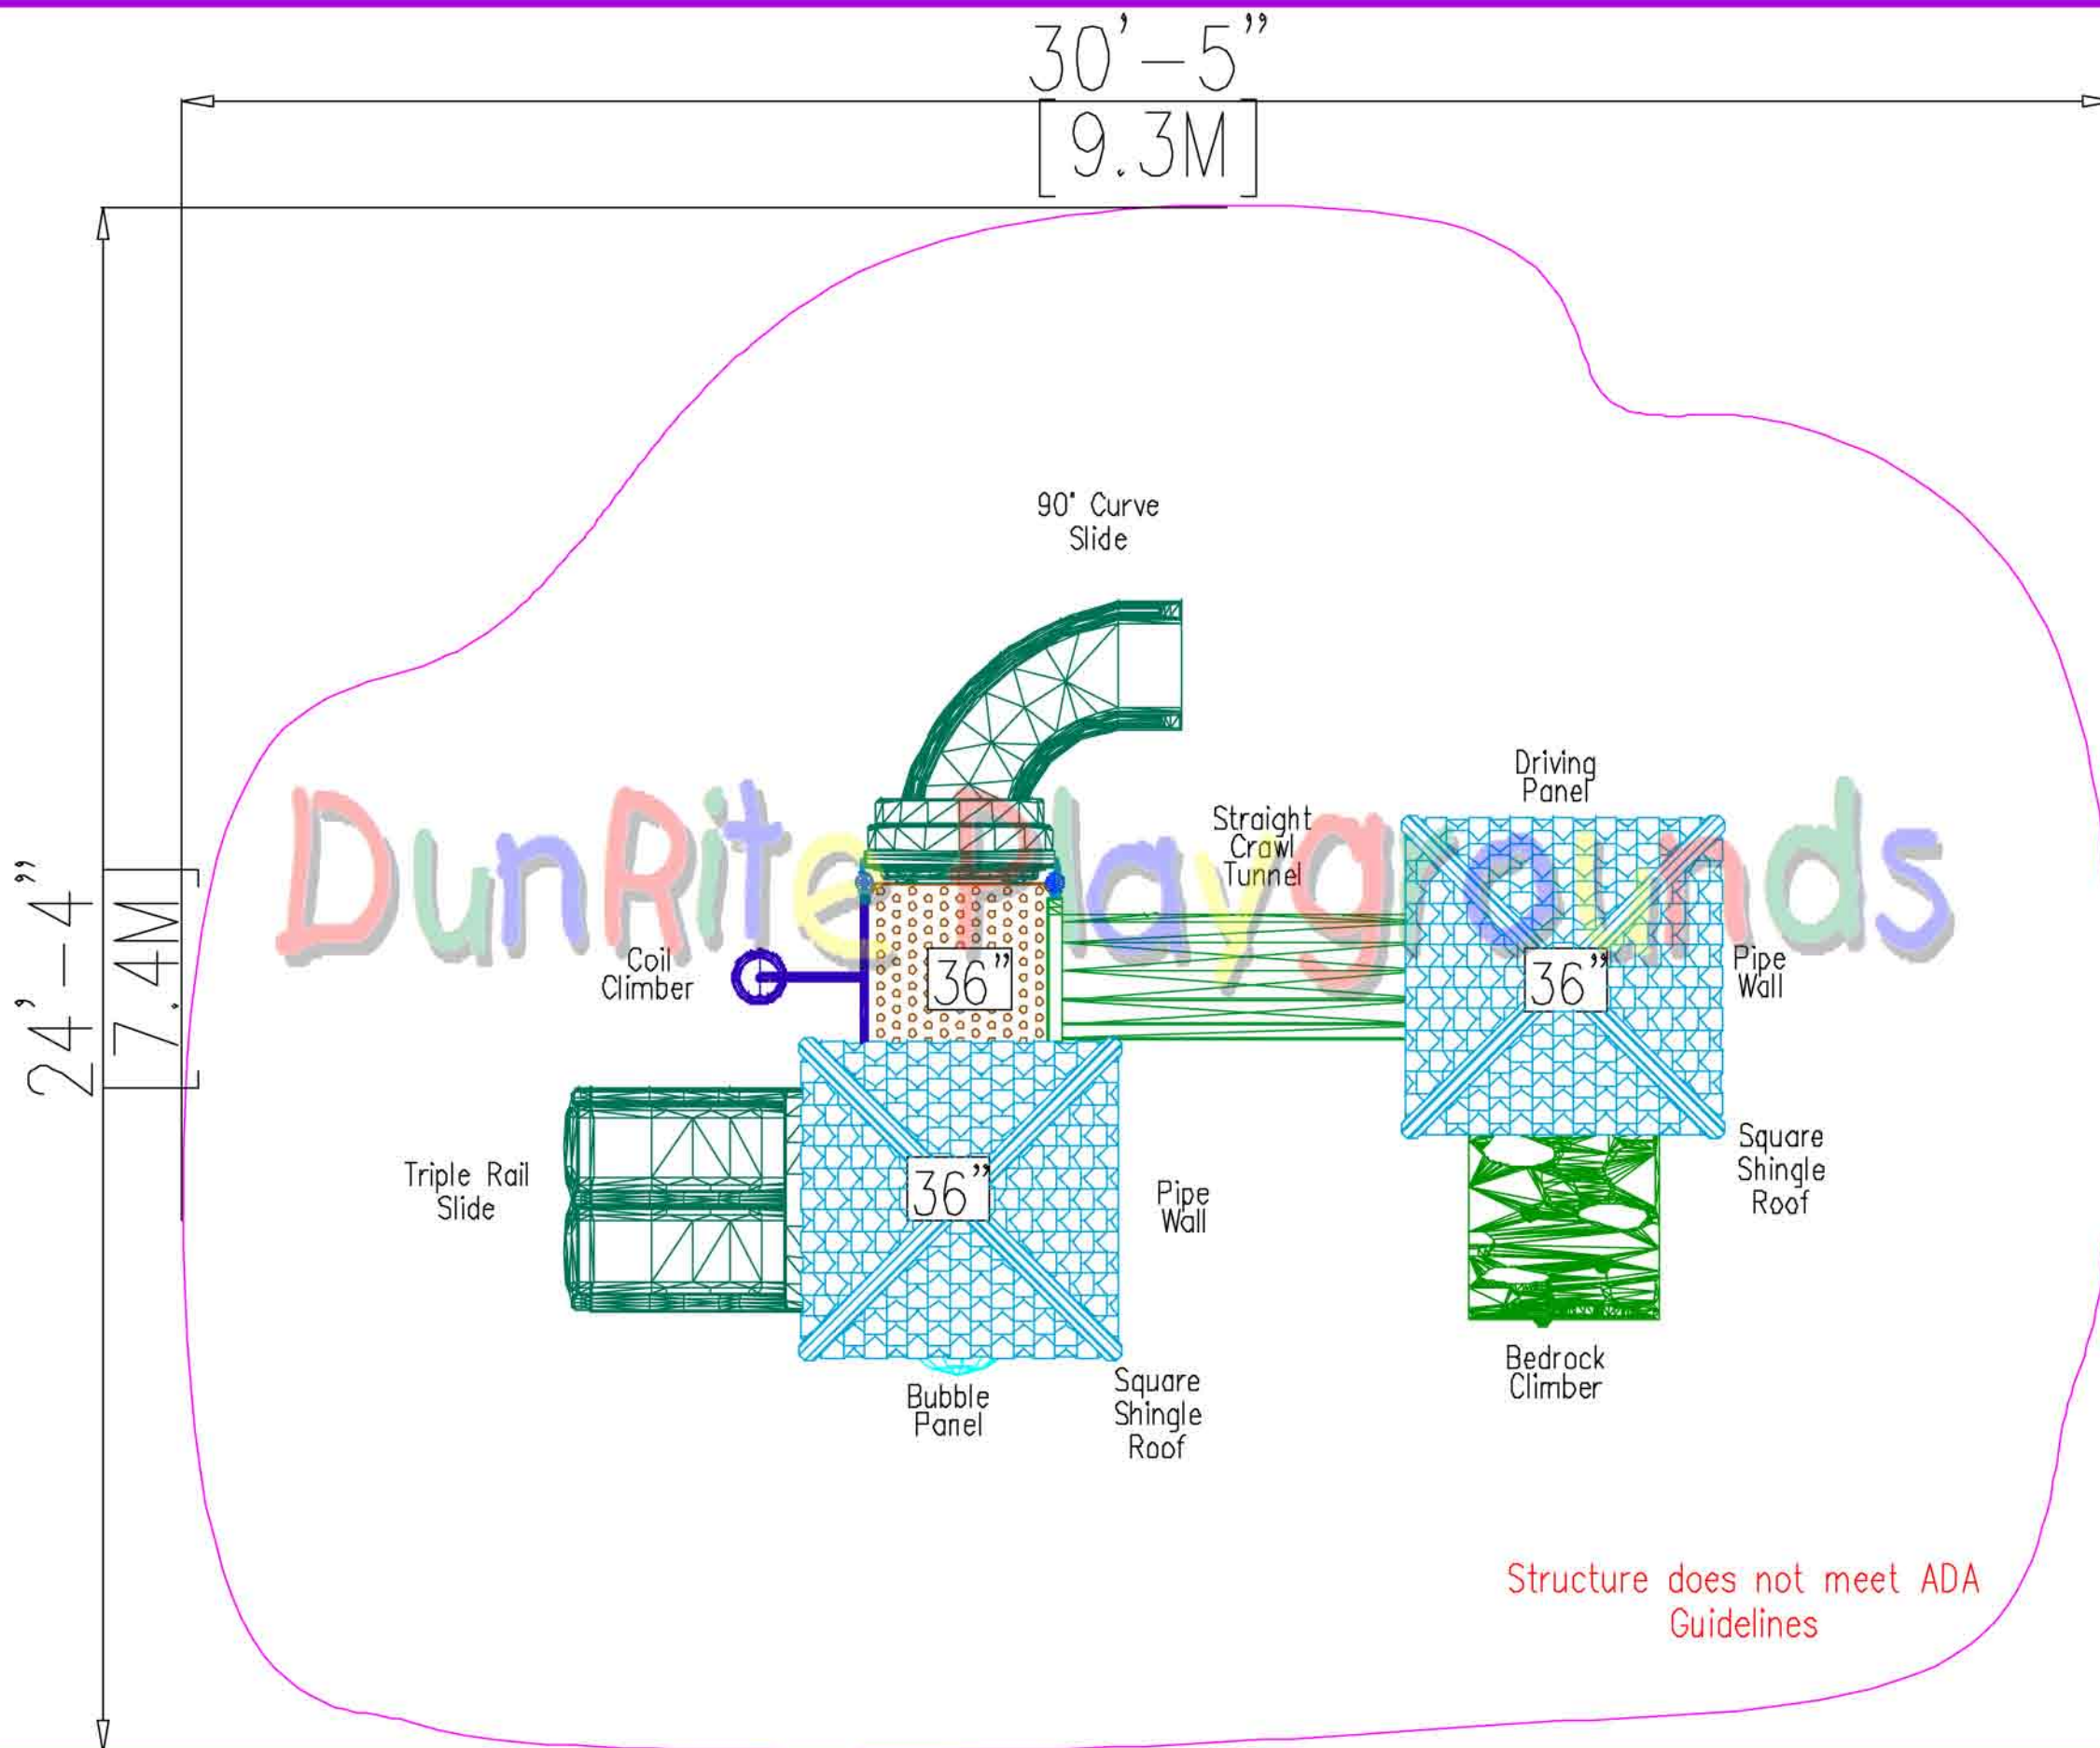 30'-5"
[9.3M]
24'-4"
7.4M
90° Curve
Slide
Driving
Panel
Straight
Crawl
Tunnel
DunRite Playgrounds
Coil
Climber
36"
36"
Pipe
Wall
Triple Rail
Slide
36"
Pipe
Wall
Square
Shingle
Roof
Bedrock
Climber
Bubble
Panel
Square
Shingle
Roof
Structure does not meet ADA
Guidelines